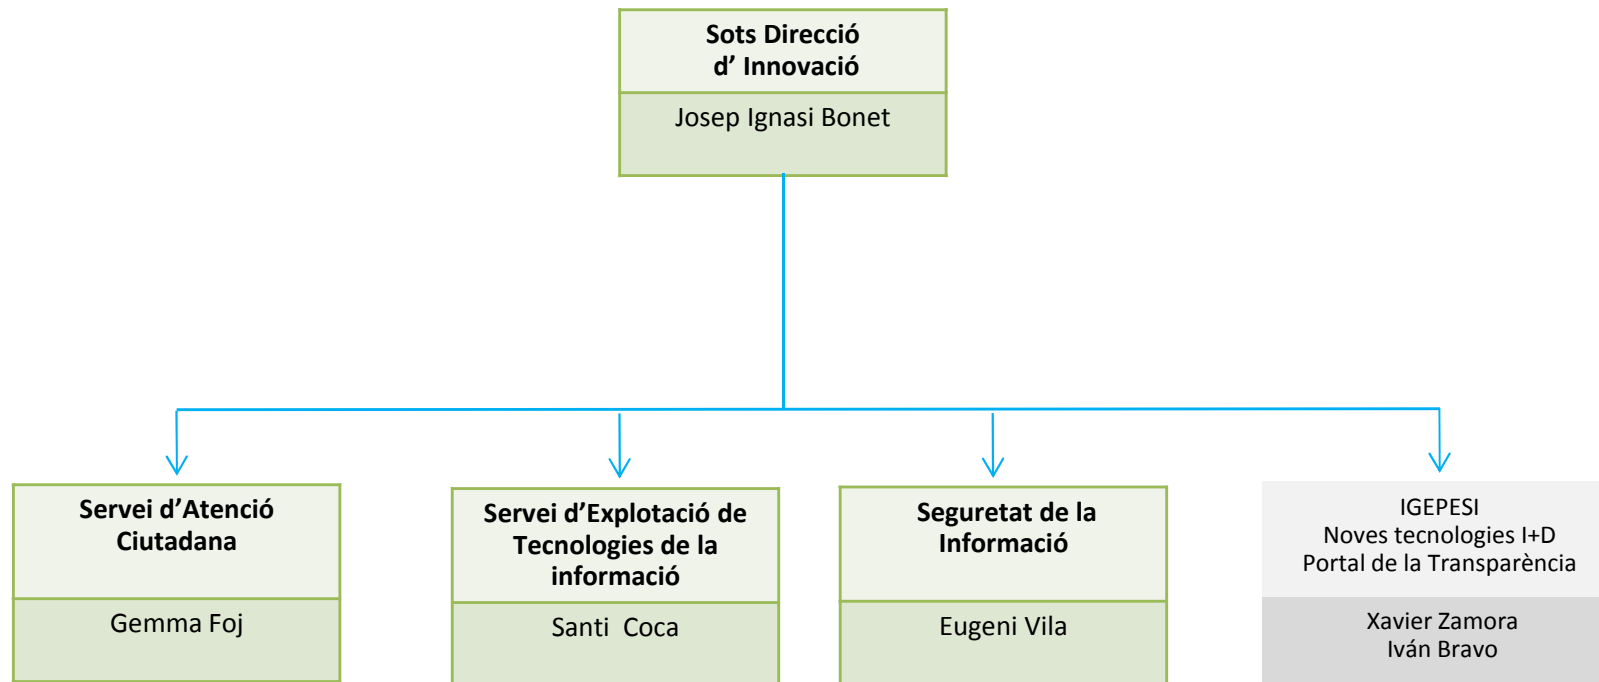 Sots Direcció
d’ Innovació
Josep Ignasi Bonet
Servei d’Atenció
Ciutadana
Gemma Foj
Servei d’Explotació de
Tecnologies de la
informació
Santi  Coca
Seguretat de la
Informació
Eugeni Vila
IGEPESI
Noves tecnologies I+D
Portal de la Transparència
Xavier Zamora
Iván Bravo